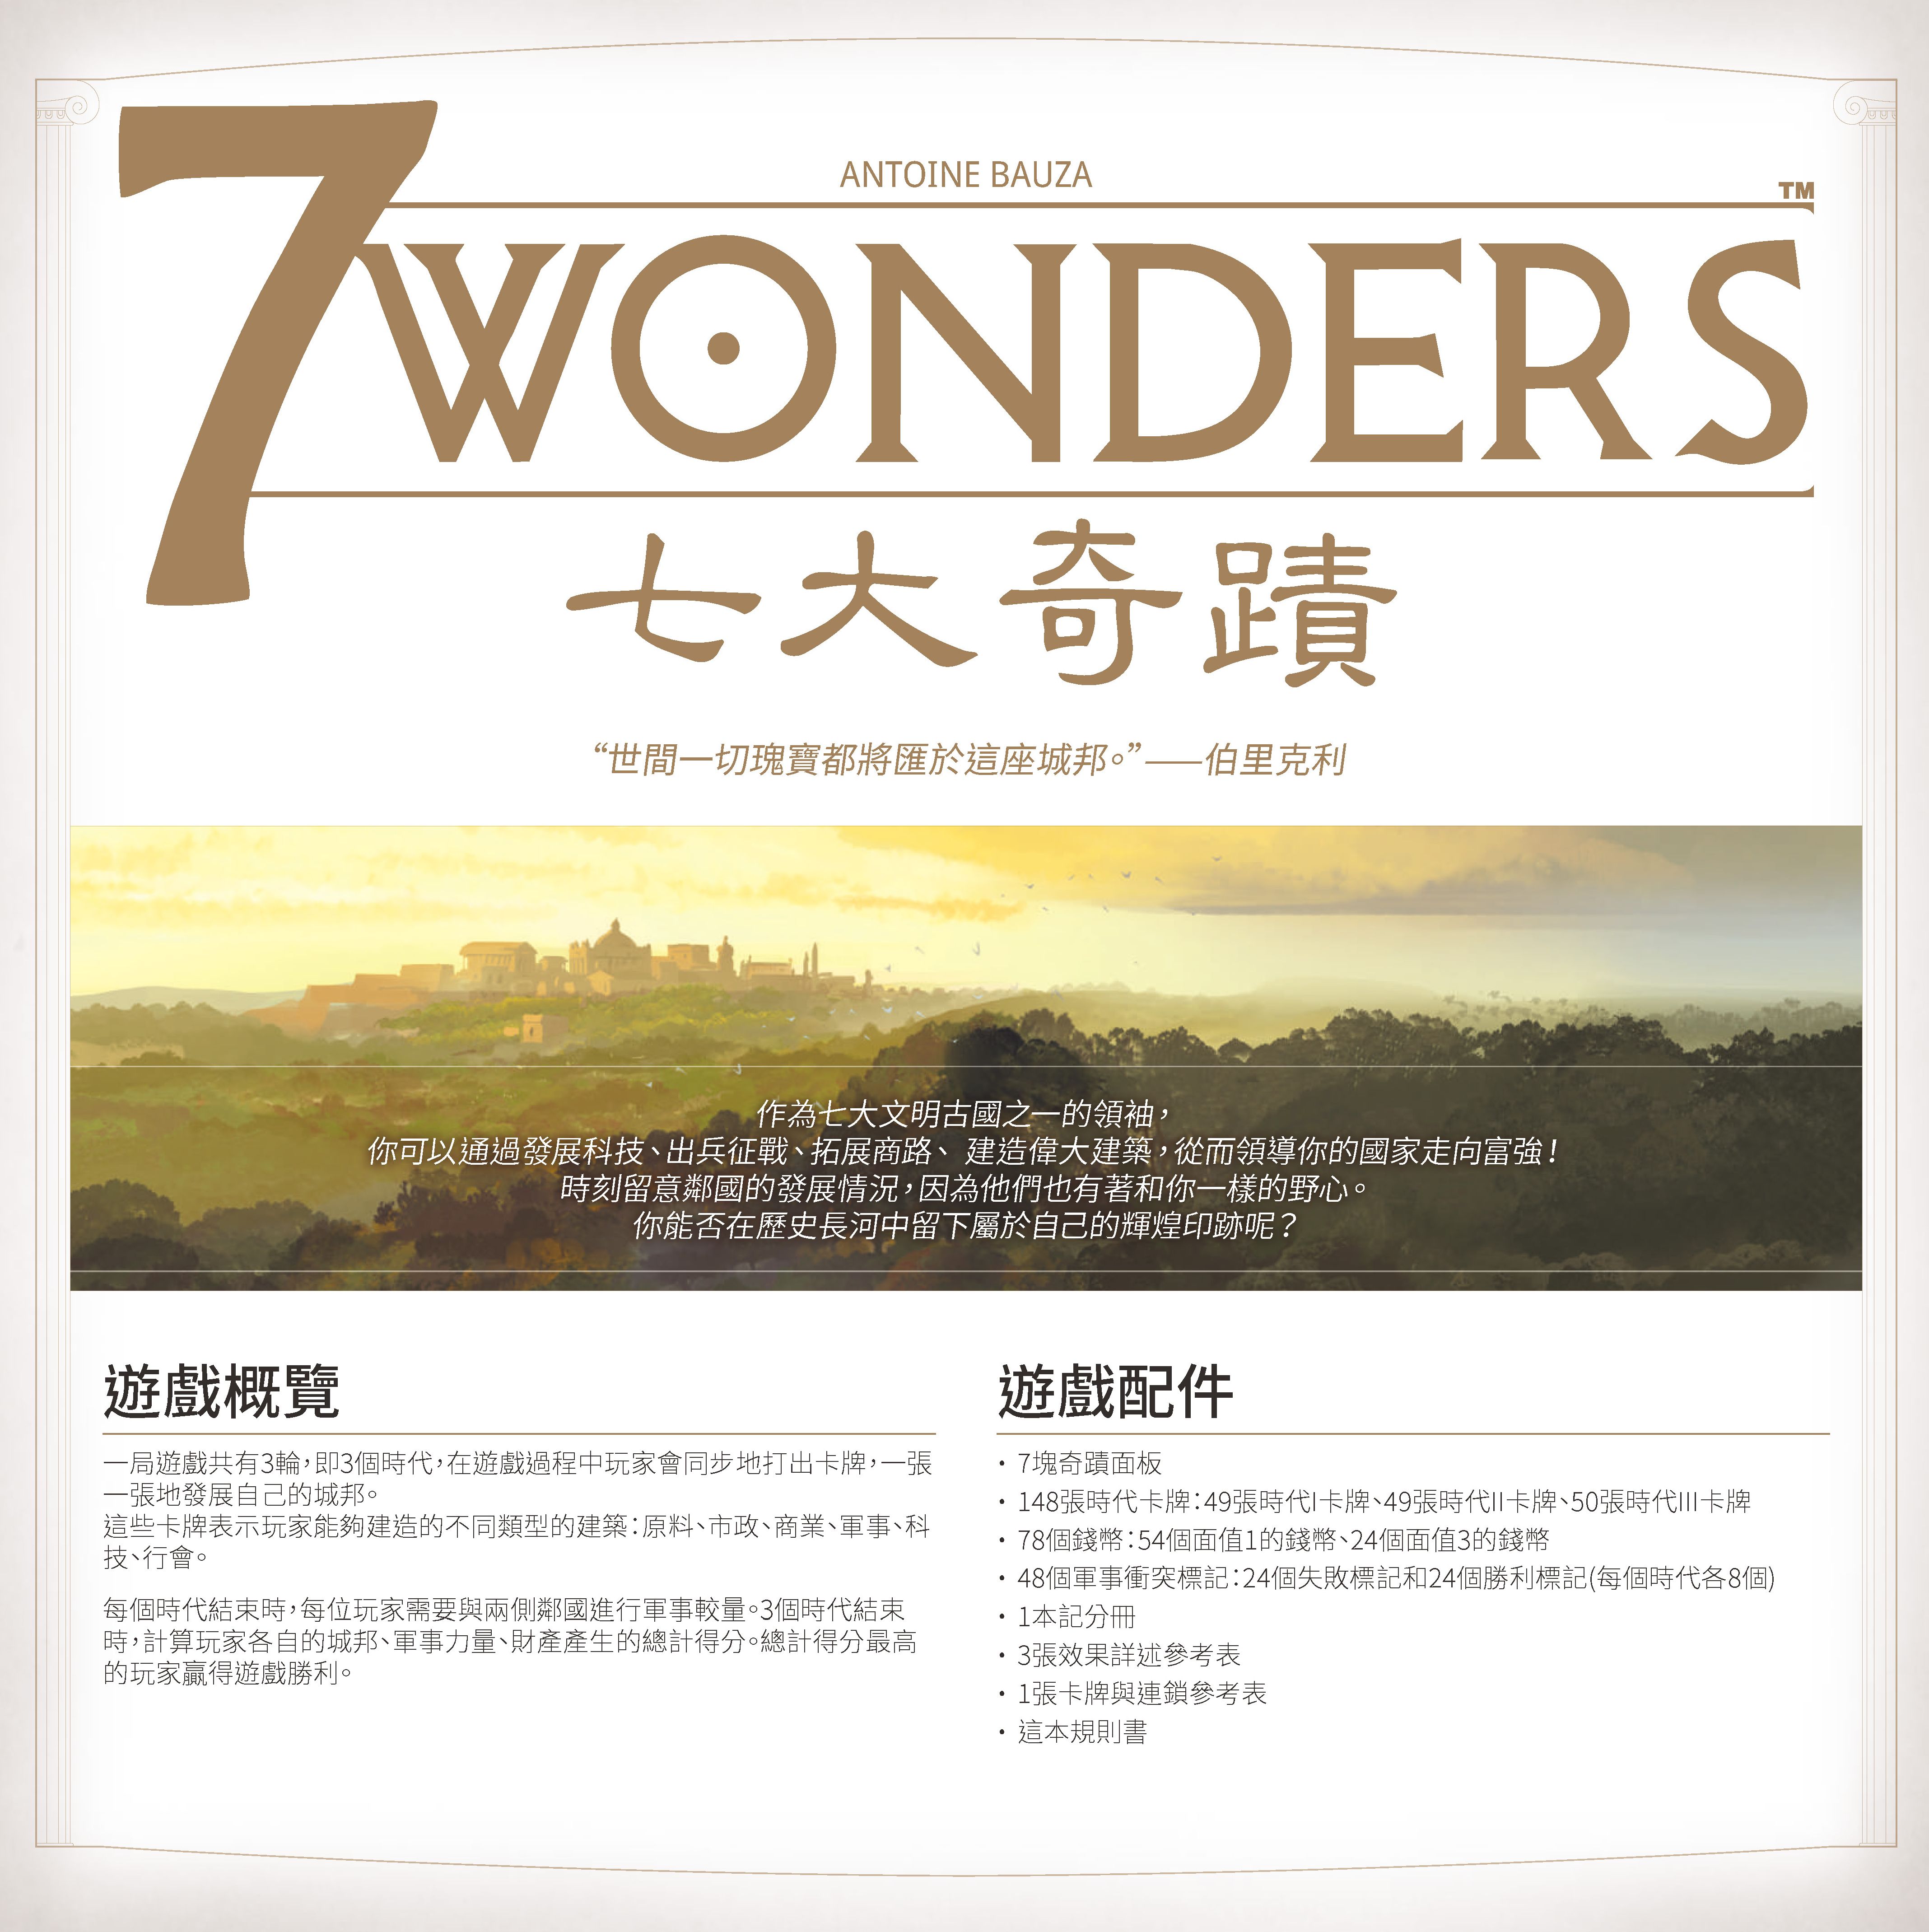 ANTOINE BAUZA
7 WONDERS™
七大奇蹟
“世間一切瑰寶都將匯於這座城邦。”——伯里克利
作為七大文明古國之一的領袖，
你可以通過發展科技、出兵征戰、拓展商路、 建造偉大建築，從而領導你的國家走向富強！
時刻留意鄰國的發展情況，因為他們也有著和你一樣的野心。
你能否在歷史長河中留下屬於自己的輝煌印跡呢？
遊戲概覽
一局遊戲共有3輪，即3個時代，在遊戲過程中玩家會同步地打出卡牌，一張
一張地發展自己的城邦。
這些卡牌表示玩家能夠建造的不同類型的建築：原料、市政、商業、軍事、科
技、行會。
每個時代結束時，每位玩家需要與兩側鄰國進行軍事較量。3個時代結束
時，計算玩家各自的城邦、軍事力量、財產產生的總計得分。總計得分最高
的玩家贏得遊戲勝利。
遊戲配件
• 7塊奇蹟面板
• 148張時代卡牌：49張時代I卡牌、49張時代II卡牌、50張時代III卡牌
• 78個錢幣：54個面值1的錢幣、24個面值3的錢幣
• 48個軍事衝突標記：24個失敗標記和24個勝利標記(每個時代各8個)
• 1本記分冊
• 3張效果詳述參考表
• 1張卡牌與連鎖參考表
• 這本規則書